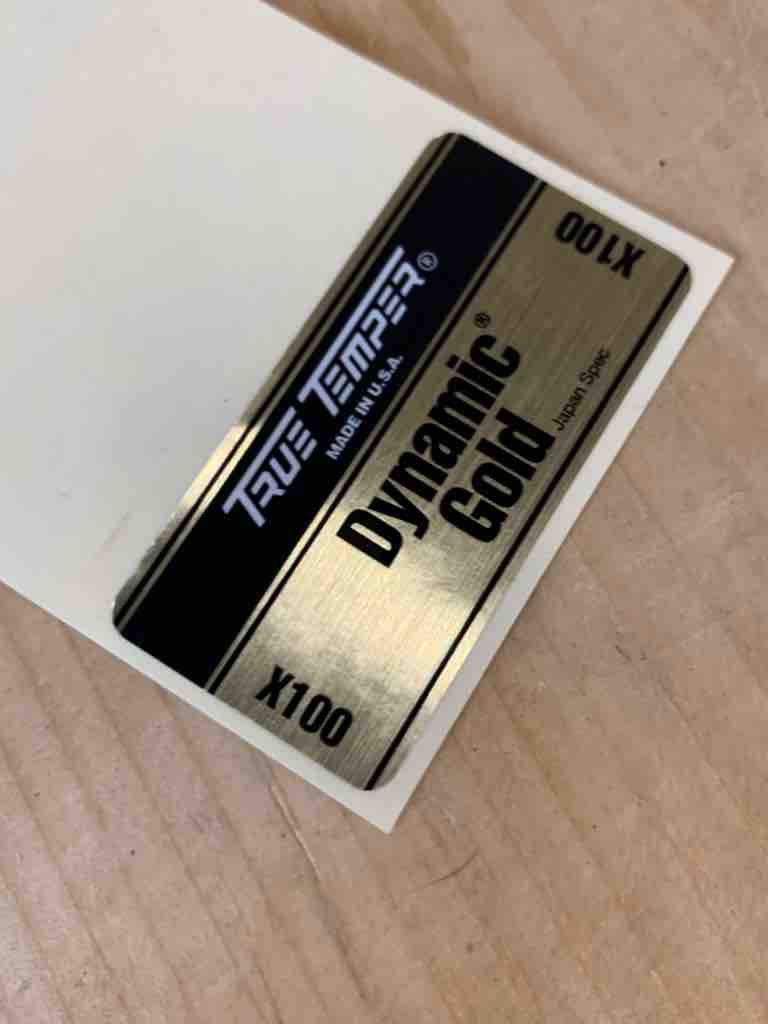 TRUE TEMPER®
MADE IN U.S.A.
Dynamic®
Gold Japan Spec
X100
X100